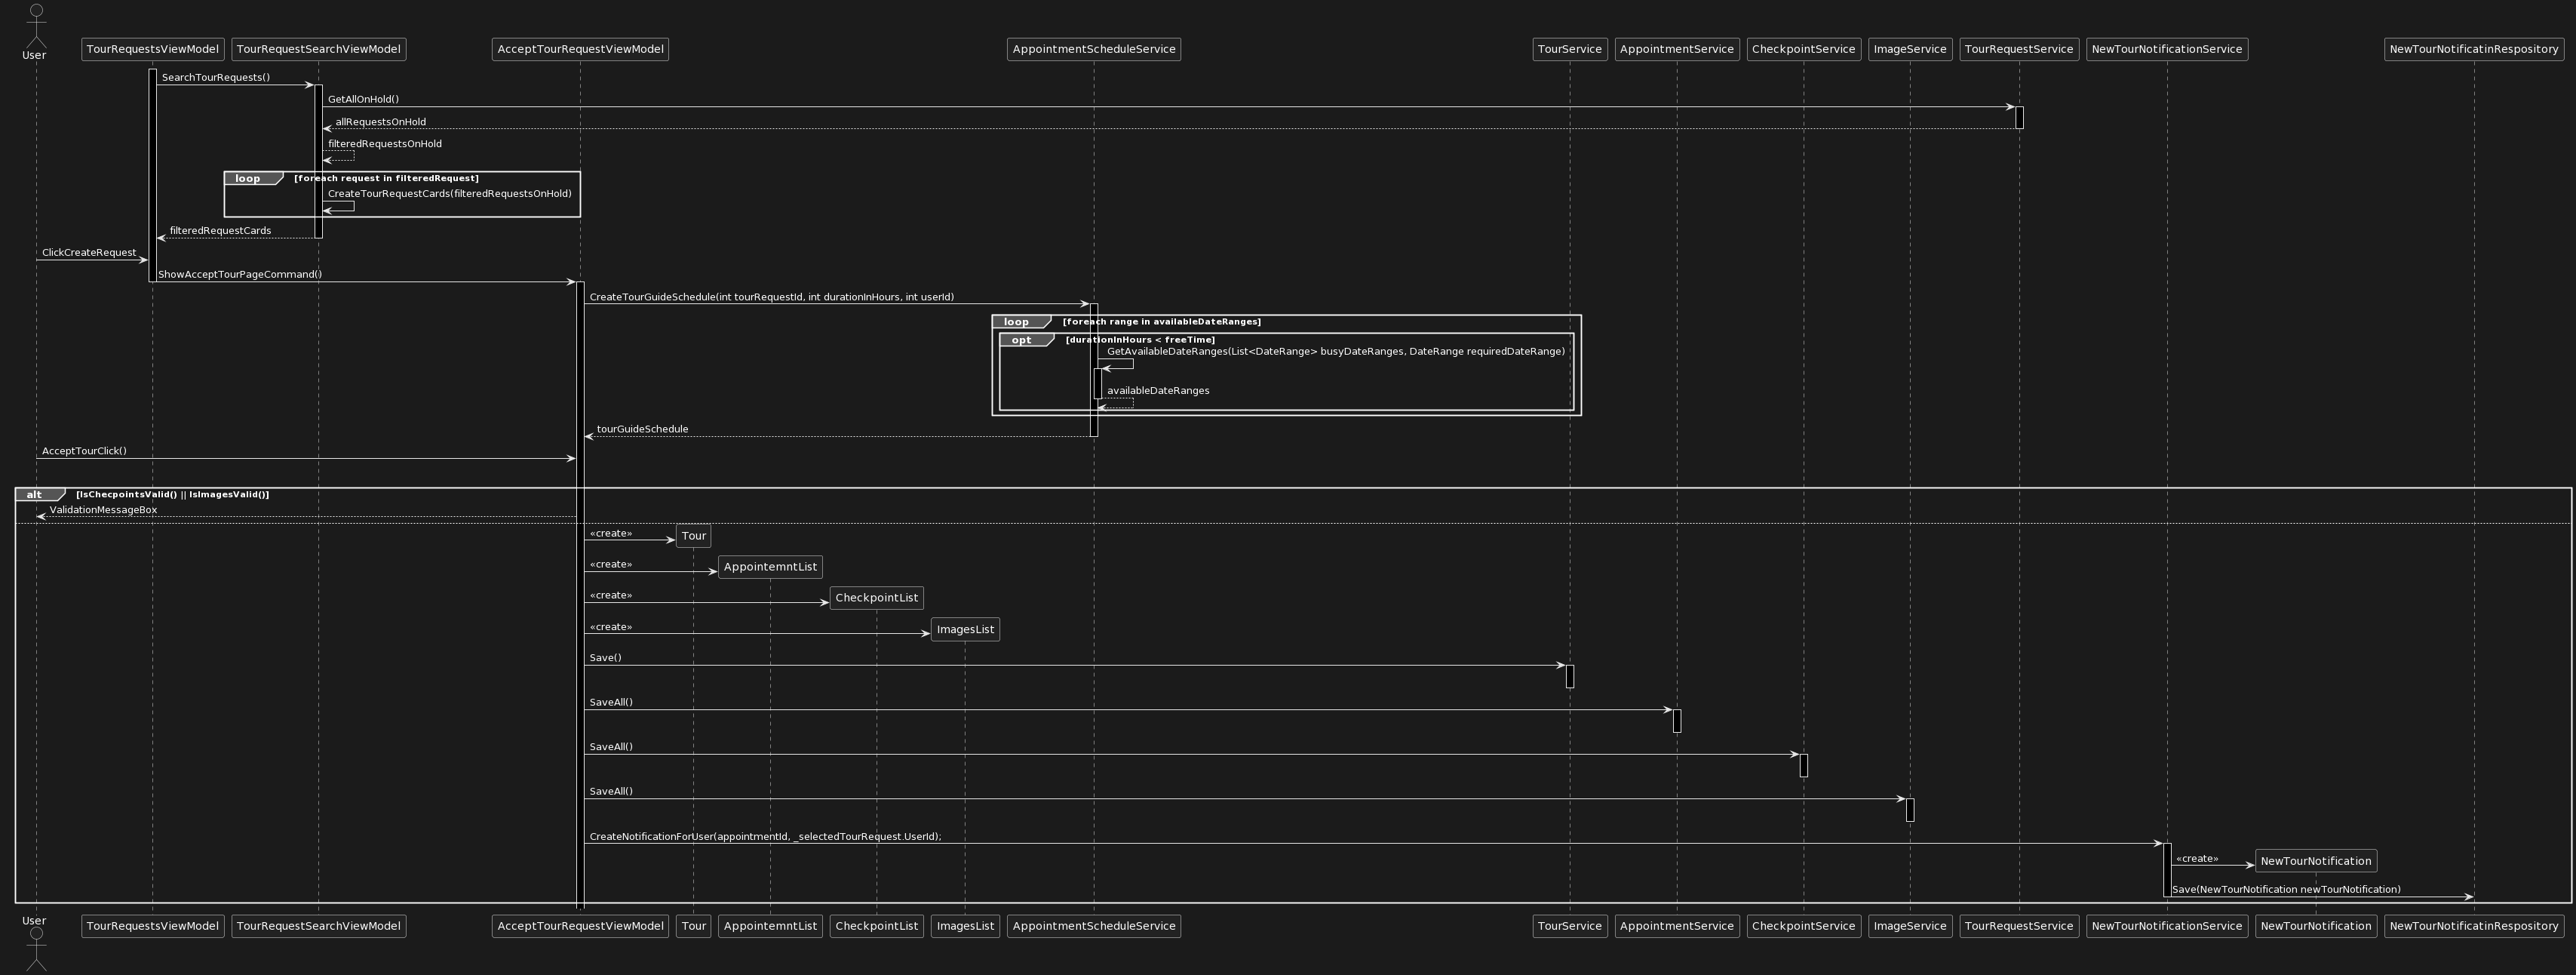 User
TourRequestsViewModel
TourRequestSearchViewModel
AcceptTourRequestViewModel
AppointmentScheduleService
TourService
AppointmentService
CheckpointService
ImageService
TourRequestService
NewTourNotificationService
NewTourNotificatinRespository
SearchTourRequests()
GetAllOnHold()
allRequestsOnHold
filteredRequestsOnHold
loop [foreach request in filteredRequest]
CreateTourRequestCards(filteredRequestsOnHold)
filteredRequestCards
ClickCreateRequest
ShowAcceptTourPageCommand()
CreateTourGuideSchedule(int tourRequestId, int durationInHours, int userId)
loop [foreach range in availableDateRanges]
opt [durationInHours < freeTime]
GetAvailableDateRanges(List<DateRange> busyDateRanges, DateRange requiredDateRange)
availableDateRanges
tourGuideSchedule
AcceptTourClick()
alt [IsChecpointsValid() || IsImagesValid()]
ValidationMessageBox
«create»
Tour
«create»
AppointemntList
«create»
CheckpointList
«create»
ImagesList
Save()
SaveAll()
SaveAll()
SaveAll()
CreateNotificationForUser(appointmentId, _selectedTourRequest.UserId);
«create»
NewTourNotification
Save(NewTourNotification newTourNotification)
User
TourRequestsViewModel
TourRequestSearchViewModel
AcceptTourRequestViewModel
Tour
AppointemntList
CheckpointList
ImagesList
AppointmentScheduleService
TourService
AppointmentService
CheckpointService
ImageService
TourRequestService
NewTourNotificationService
NewTourNotification
NewTourNotificatinRespository